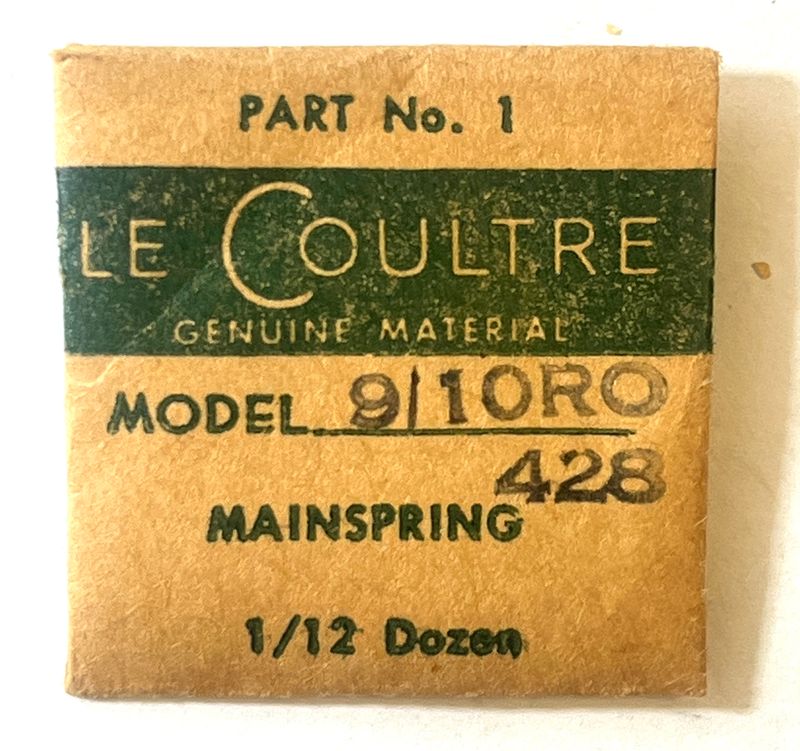 PART No. 1
LE COULTRE
GENUINE MATERIAL
MODEL 9/10RO
428
MAINSPRING
1/12 Dozen